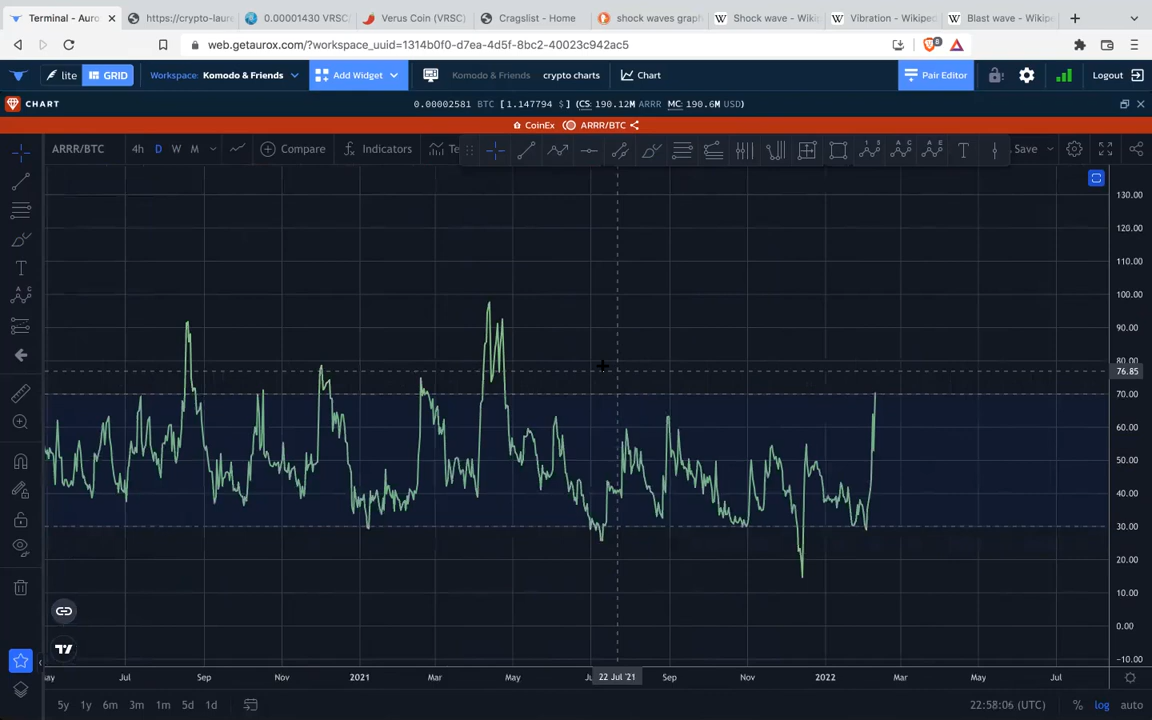 Terminal - Auro
https://crypto-laur
0.00001430 VRSC/
Verus Coin (VRSC)
Cragslist - Home
shock waves grap
Shock wave - Wiki
Vibration - Wikipe
Blast wave - Wikipe
web.getaurox.com/?workspace_uuid=1314b0f0-d7ea-4d5f-8bc2-40023c942ac5
lite
GRID
Workspace: Komodo & Friends
Add Widget
Komodo & Friends
crypto charts
Chart
Pair Editor
Logout
CHART
0.00002581 BTC [1.147794 $] (CS: 190.12M ARRR MC: 190.6M USD)
CoinEx ARRR/BTC
ARRR/BTC 4h D W M Compare Indicators Te Save
130.00
120.00
110.00
100.00
90.00
80.00
76.85
70.00
60.00
50.00
40.00
30.00
20.00
10.00
0.00
-10.00
Jul Sep Nov 2021 Mar May 22 Jul '21 Sep Nov 2022 Mar May Jul
5y 1y 6m 3m 1m 5d 1d 22:58:06 (UTC) % log auto